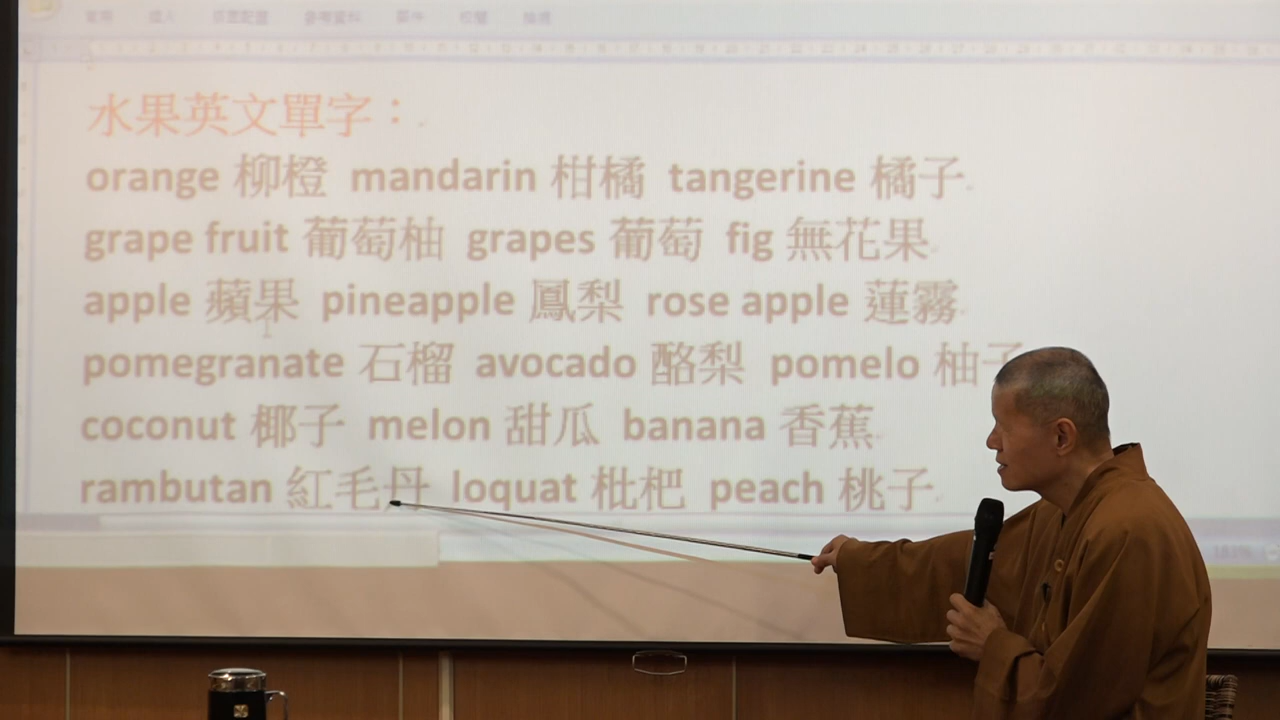 水果英文單字：
orange 柳橙 mandarin 柑橘 tangerine 橘子
grape fruit 葡萄柚 grapes 葡萄 fig 無花果
apple 蘋果 pineapple 鳳梨 rose apple 蓮霧
pomegranate 石榴 avocado 酪梨 pomelo 柚子
coconut 椰子 melon 甜瓜 banana 香蕉
rambutan 紅毛丹 loquat 枇杷 peach 桃子